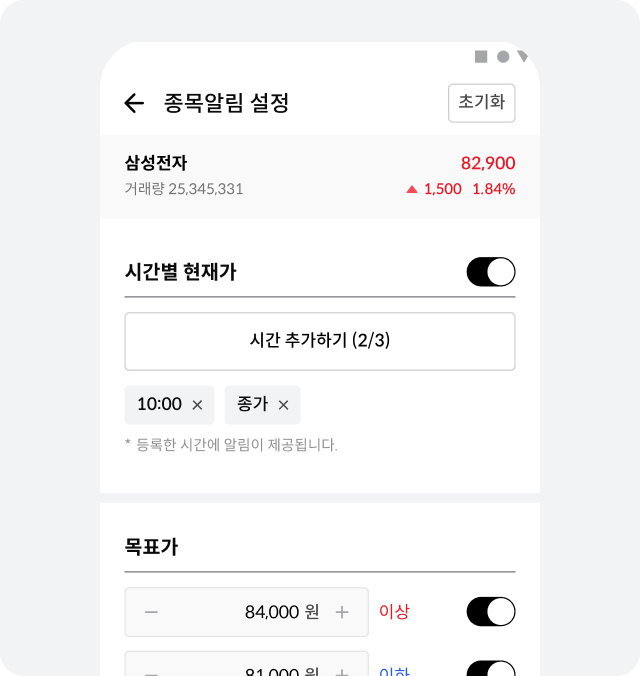 종목알림 설정
초기화
삼성전자
82,900
거래량 25,345,331
▲ 1,500 1.84%
시간별 현재가
시간 추가하기 (2/3)
10:00 × 종가 ×
* 등록한 시간에 알림이 제공됩니다.
목표가
− 84,000 원 + 이상
− 81,000 원 + 이하